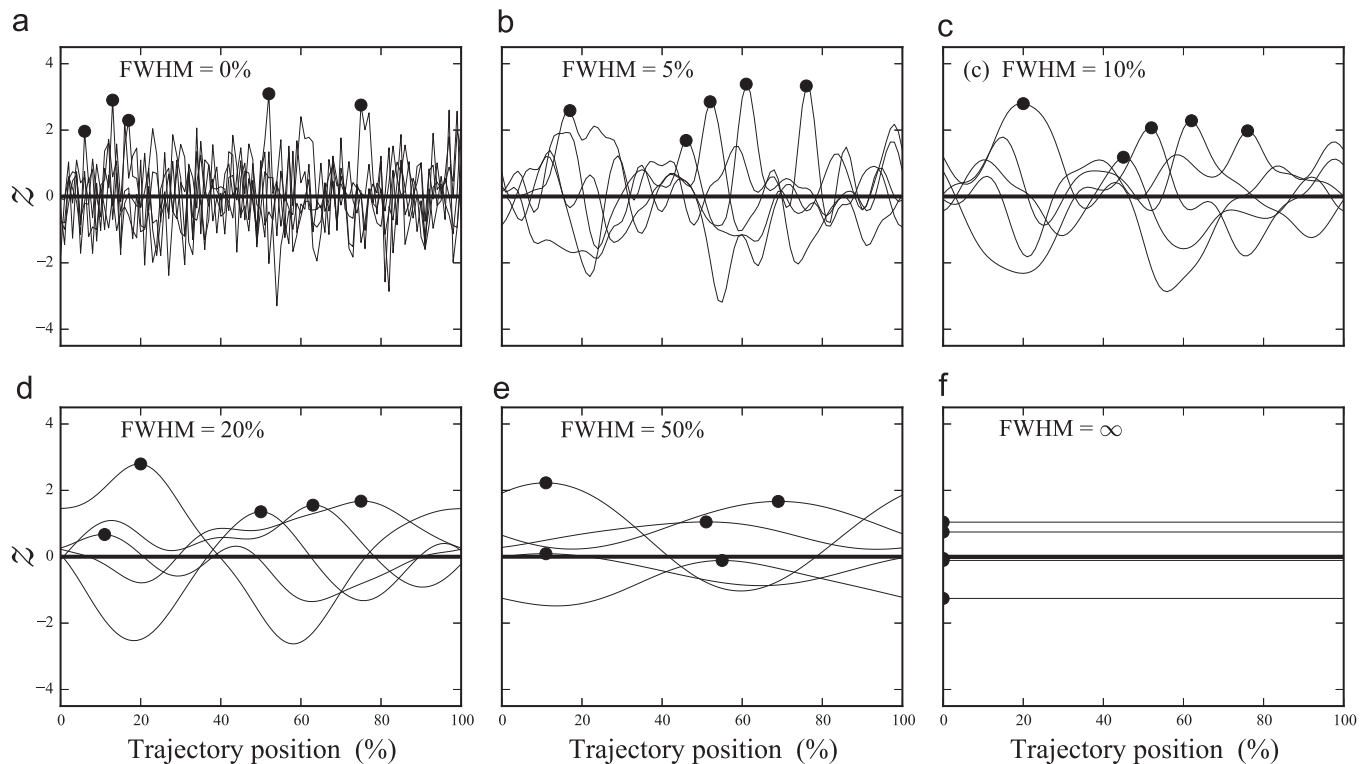 a
b
c
FWHM = 0%
FWHM = 5%
(c) FWHM = 10%
4
2
0
−2
−4
z
d
e
f
FWHM = 20%
FWHM = 50%
FWHM = ∞
4
2
0
−2
−4
z
0 20 40 60 80 100
0 20 40 60 80 100
0 20 40 60 80 100
Trajectory position (%)
Trajectory position (%)
Trajectory position (%)